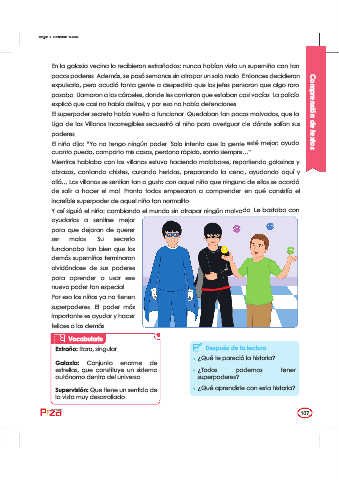 En la galaxia vecina lo recibieron extrañados; nunca habían visto un superniño con tan
pocos poderes. Además, se pasó semanas sin atrapar un solo malo. Entonces decidieron
expulsarlo, pero acudió tanta gente a despedirlo que los jefes pensaron que algo raro
pasaba. Llamaron a las cárceles, donde les contaron que estaban casi vacías. La policía
explicó que casi no había delitos, y por eso no había detenciones.
El superpoder secreto había vuelto a funcionar. Quedaban tan pocos malvados, que la
Liga de los Villanos Incorregibles secuestró al niño para averiguar de dónde salían sus
poderes.
El niño dijo: "Yo no tengo ningún poder. Solo intento que la gente esté mejor: ayudo
cuanto puedo, comparto mis cosas, perdono rápido, sonrío siempre..."
Mientras hablaba con los villanos estuvo haciendo malabares, repartiendo golosinas y
abrazos, contando chistes, curando heridas, preparando la cena, ayudando aquí y
allá... Los villanos se sentían tan a gusto con aquel niño que ninguno de ellos se acordó
de salir a hacer el mal. Pronto todos empezaron a comprender en qué consistía el
increíble superpoder de aquel niño tan normalito.
Y así siguió el niño: cambiando el mundo sin atrapar ningún malvado. Le bastaba con
ayudarlos a sentirse mejor
para que dejaran de querer
ser malos. Su secreto
funcionaba tan bien que los
demás superniños terminaron
olvidándose de sus poderes
para aprender a usar ese
nuevo poder tan especial.
Por eso los niños ya no tienen
superpoderes. El poder más
importante es ayudar y hacer
felices a los demás.
Vocabulario
Extraño: Raro, singular.
Galaxia: Conjunto enorme de
estrellas, que constituye un sistema
autónomo dentro del universo.
Supervisión: Que tiene un sentido de
la vista muy desarrollado.
Después de la lectura
- ¿Qué te pareció la historia?
- ¿Todos podemos tener
superpoderes?
- ¿Qué aprendiste con esta historia?
Comprensión de textos
107